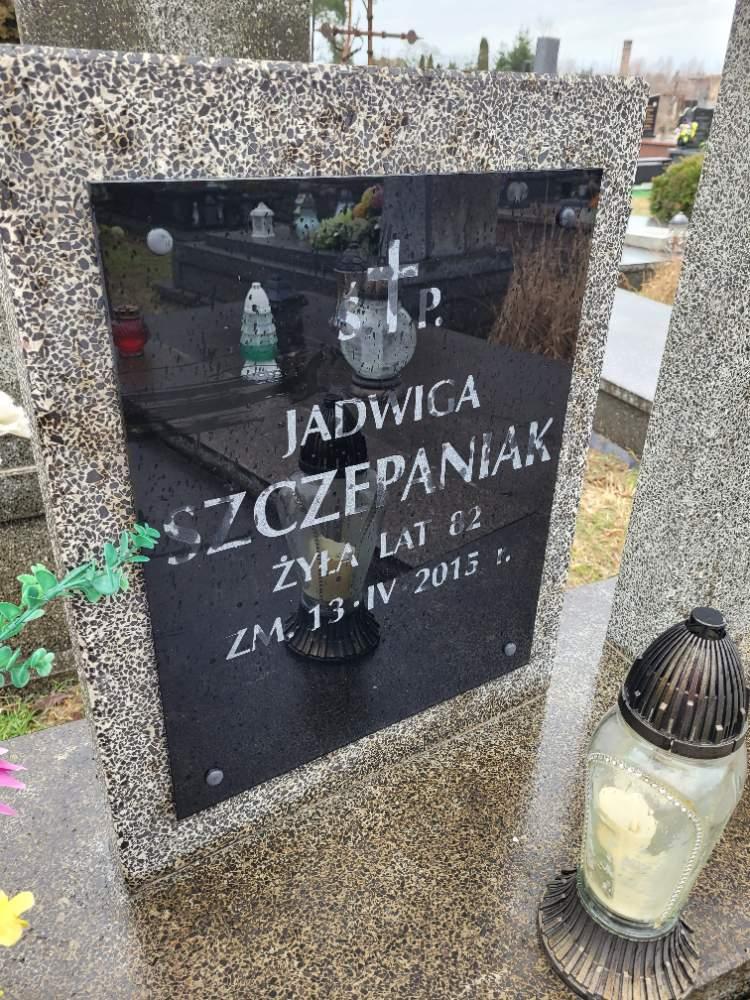 Ś P.
JADWIGA
SZCZEPANIAK
ŻYŁA LAT 82
ZM. 13·IV 2015 r.